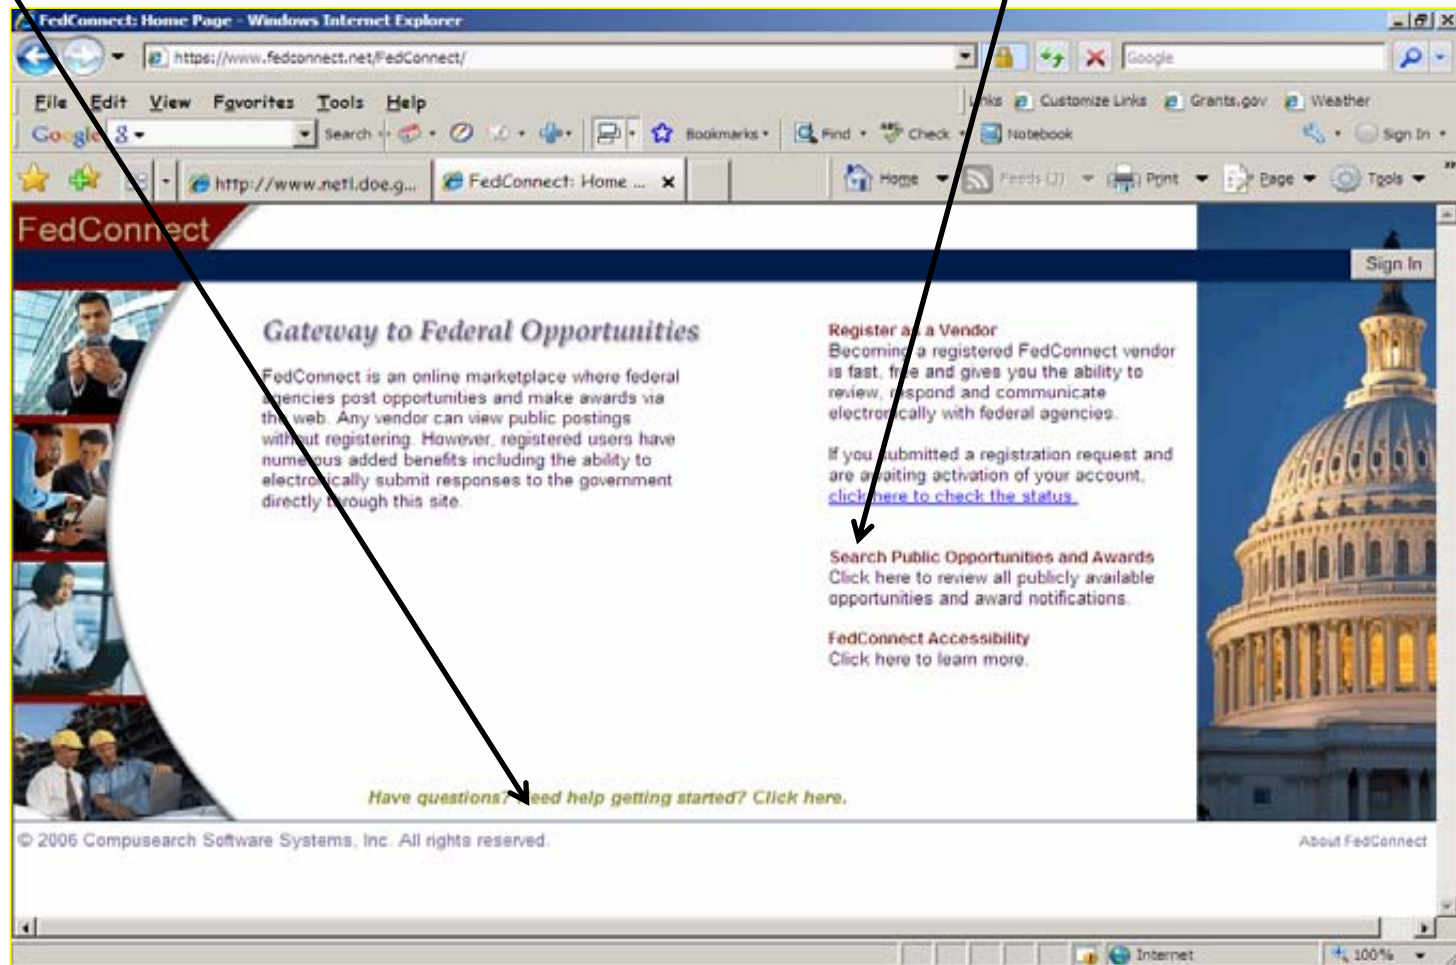 FedConnect: Home Page - Windows Internet Explorer
https://www.fedconnect.net/FedConnect/
Google
File Edit View Favorites Tools Help
Links Customize Links Grants.gov Weather
Google Search Bookmarks Find Check Notebook Sign In
http://www.netl.doe.g... FedConnect: Home ...
Home Feeds (J) Print Page Tools
FedConnect
Sign In
Gateway to Federal Opportunities
FedConnect is an online marketplace where federal
agencies post opportunities and make awards via
the web. Any vendor can view public postings
without registering. However, registered users have
numerous added benefits including the ability to
electronically submit responses to the government
directly through this site.
Register as a Vendor
Becoming a registered FedConnect vendor
is fast, free and gives you the ability to
review, respond and communicate
electronically with federal agencies.
If you submitted a registration request and
are awaiting activation of your account,
click here to check the status.
Search Public Opportunities and Awards
Click here to review all publicly available
opportunities and award notifications.
FedConnect Accessibility
Click here to learn more.
Have questions? Need help getting started? Click here.
© 2006 Compusearch Software Systems, Inc. All rights reserved.
About FedConnect
Internet
100%